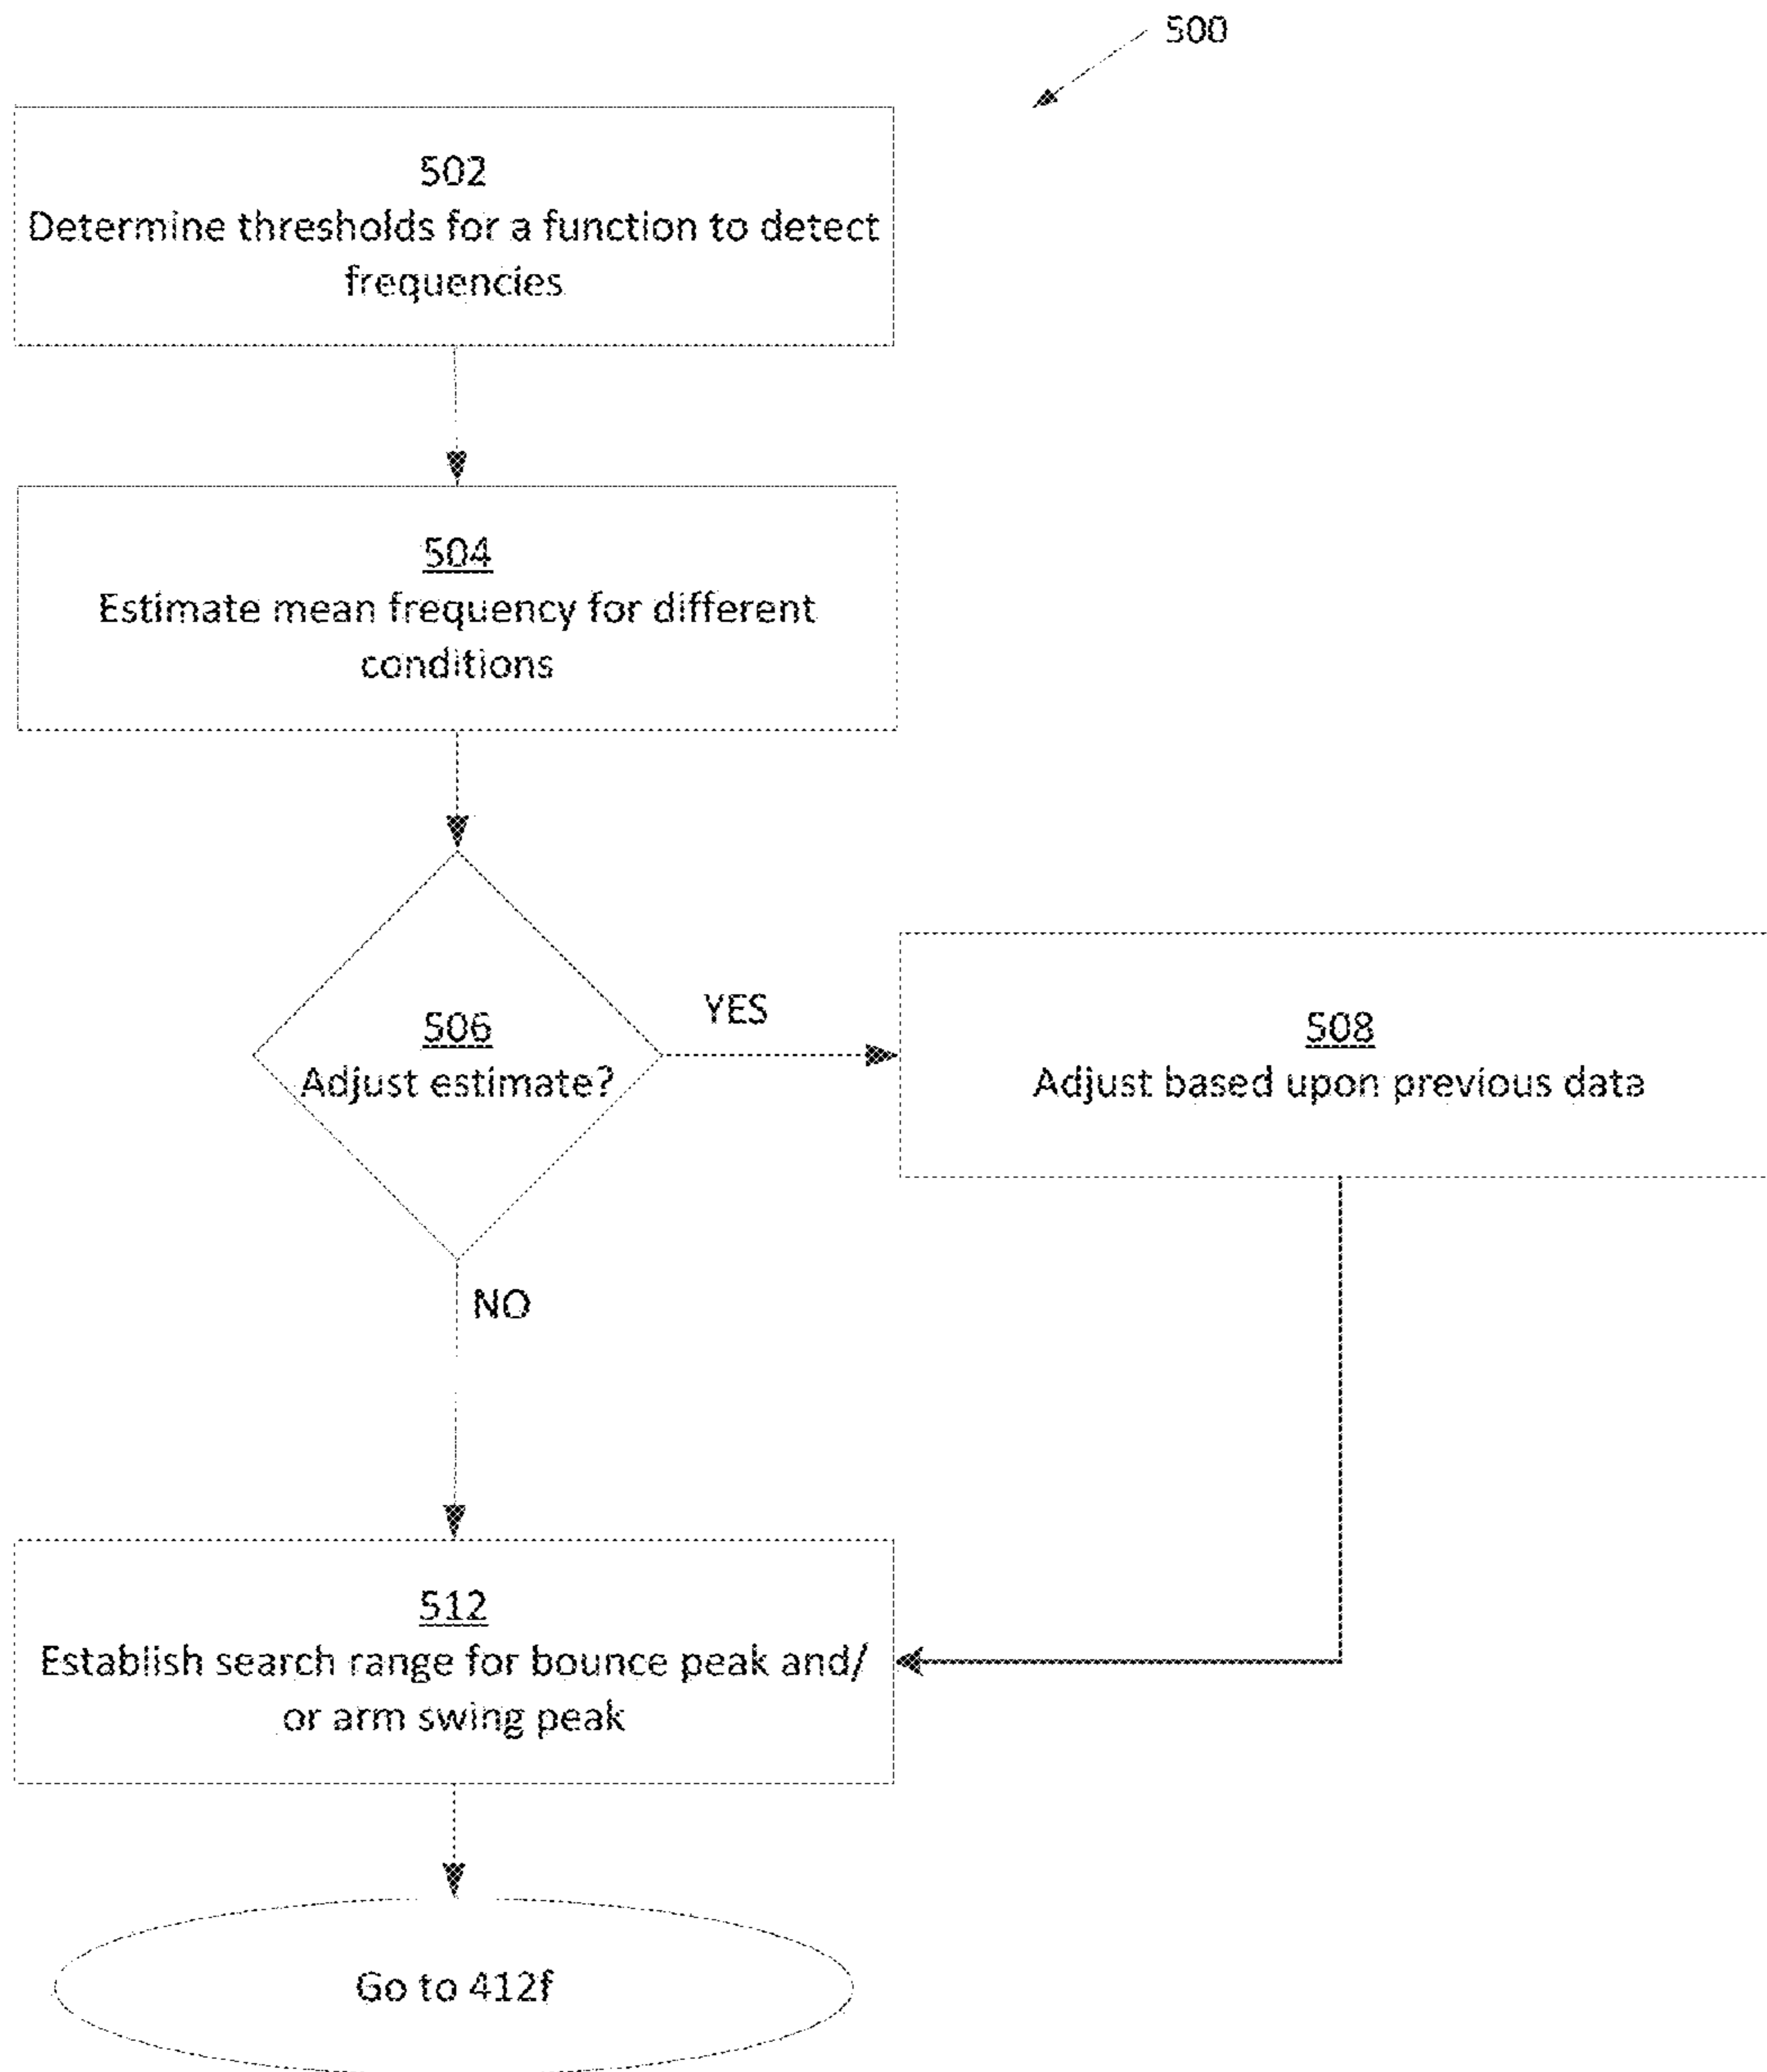 500
502
Determine thresholds for a function to detect
frequencies
504
Estimate mean frequency for different
conditions
506
Adjust estimate?
YES
508
Adjust based upon previous data
NO
512
Establish search range for bounce peak and/
or arm swing peak
Go to 412f